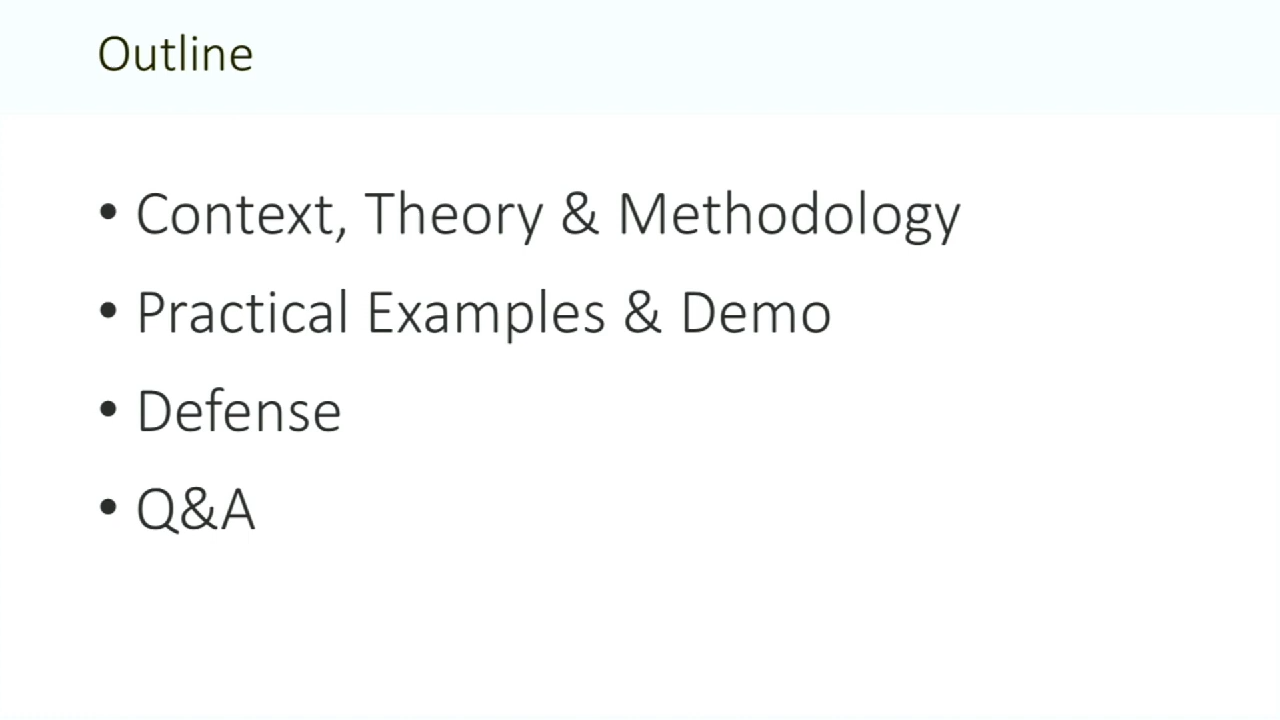 Outline
• Context, Theory & Methodology
• Practical Examples & Demo
• Defense
• Q&A